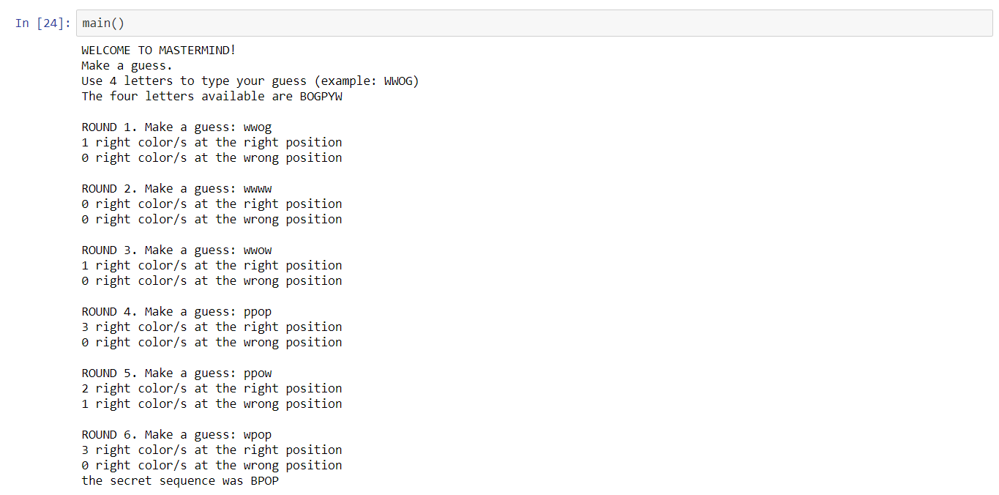 In [24]: main()
WELCOME TO MASTERMIND!
Make a guess.
Use 4 letters to type your guess (example: WWOG)
The four letters available are BOGPYW
ROUND 1. Make a guess: wwog
1 right color/s at the right position
0 right color/s at the wrong position
ROUND 2. Make a guess: wwww
0 right color/s at the right position
0 right color/s at the wrong position
ROUND 3. Make a guess: wwow
1 right color/s at the right position
0 right color/s at the wrong position
ROUND 4. Make a guess: ppop
3 right color/s at the right position
0 right color/s at the wrong position
ROUND 5. Make a guess: ppow
2 right color/s at the right position
1 right color/s at the wrong position
ROUND 6. Make a guess: wpop
3 right color/s at the right position
0 right color/s at the wrong position
the secret sequence was BPOP